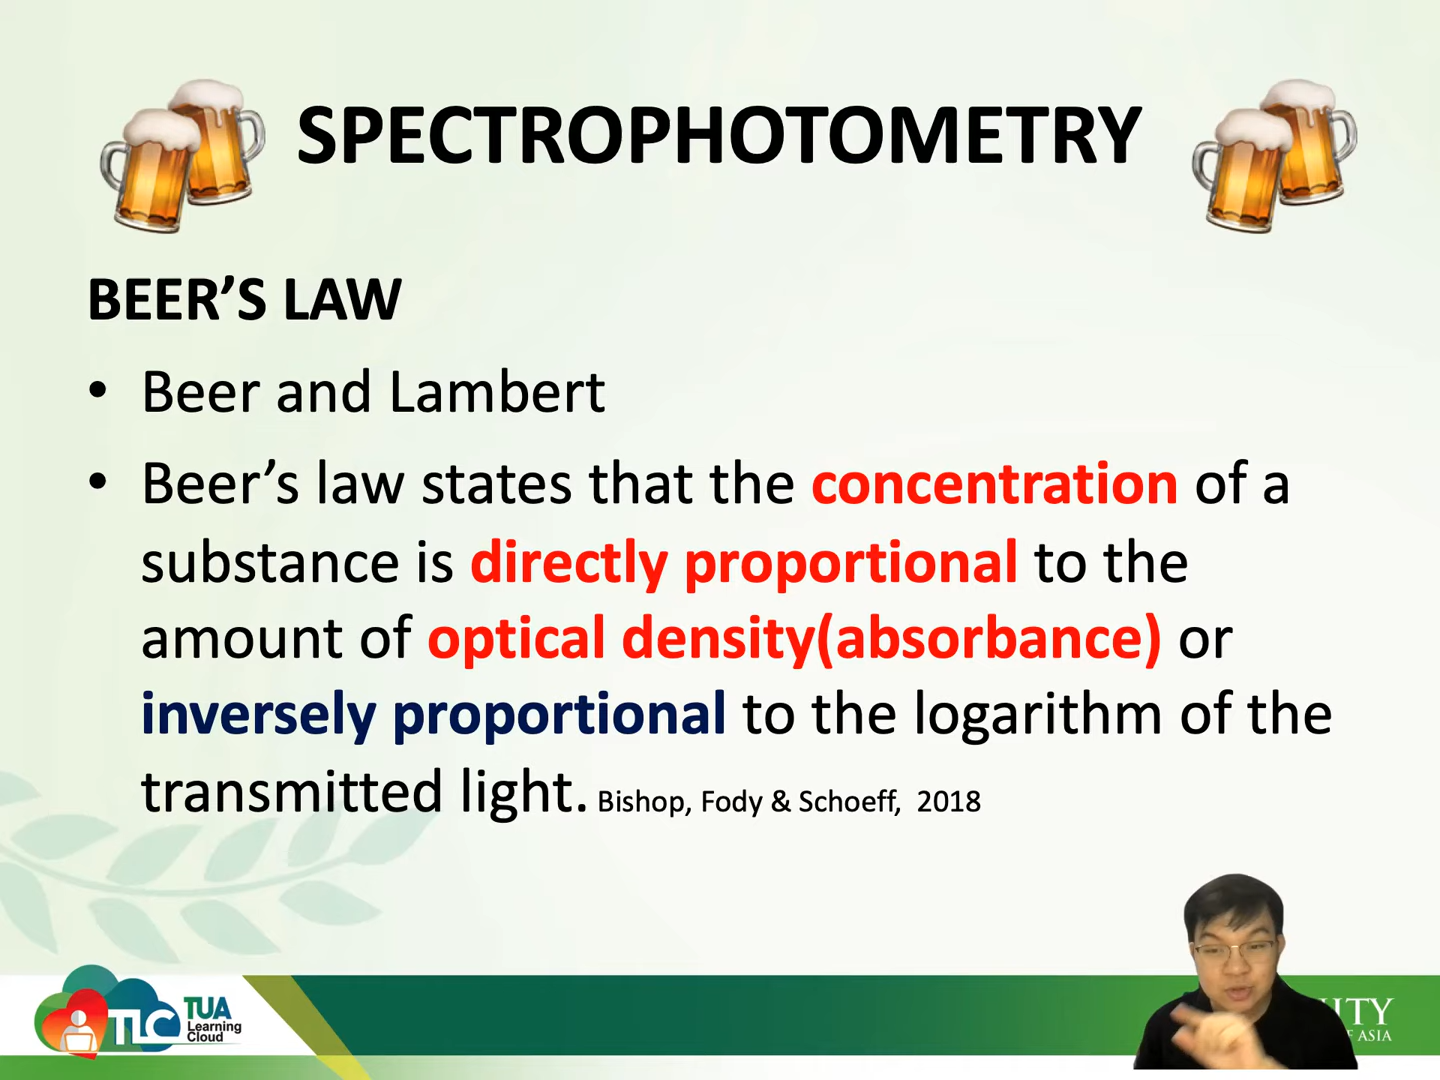 SPECTROPHOTOMETRY
BEER’S LAW
• Beer and Lambert
• Beer’s law states that the concentration of a
substance is directly proportional to the
amount of optical density(absorbance) or
inversely proportional to the logarithm of the
transmitted light. Bishop, Fody & Schoeff, 2018
TLC
TUA
Learning
Cloud
ASIA